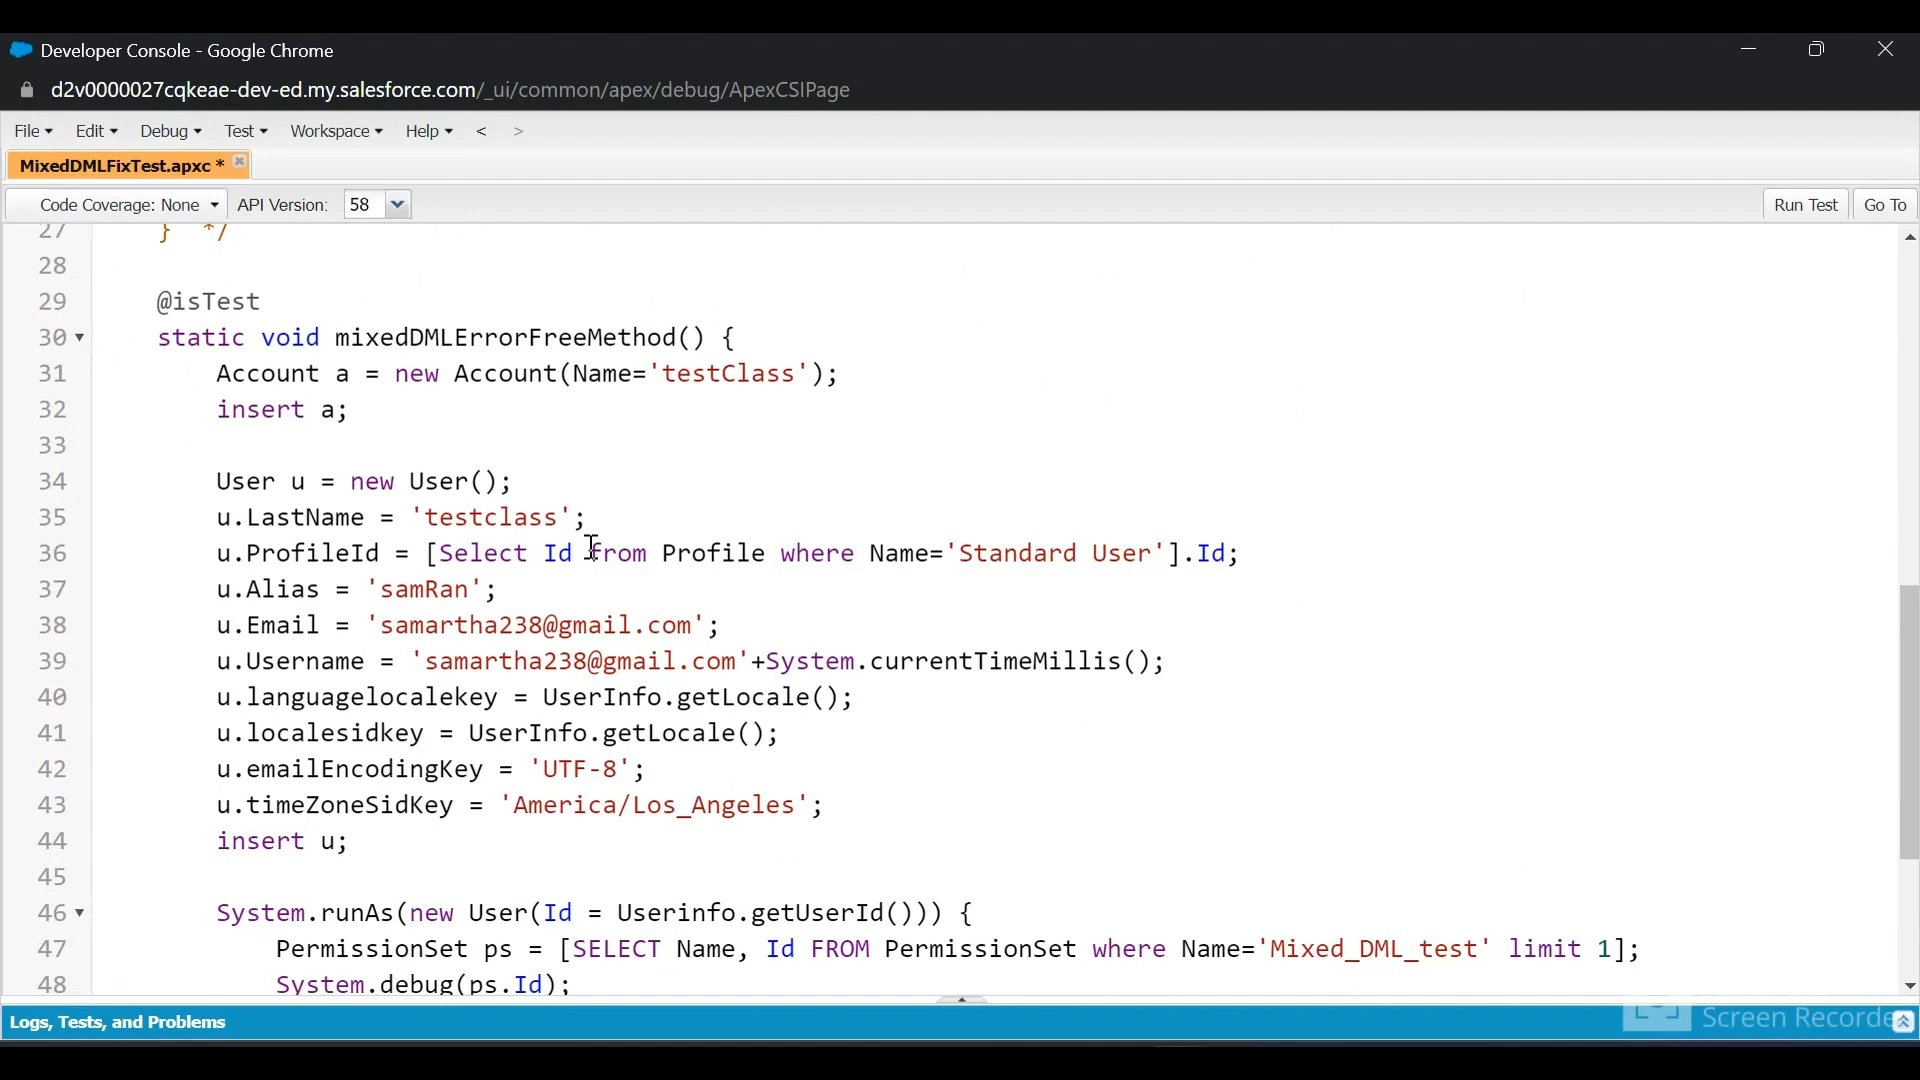 Developer Console - Google Chrome
d2v0000027cqkeae-dev-ed.my.salesforce.com/_ui/common/apex/debug/ApexCSIPage
File Edit Debug Test Workspace Help < >
MixedDMLFixTest.apxc *
Code Coverage: None API Version: 58 Run Test Go To
27 } */
28
29 @isTest
30 static void mixedDMLErrorFreeMethod() {
31 Account a = new Account(Name='testClass');
32 insert a;
33
34 User u = new User();
35 u.LastName = 'testclass';
36 u.ProfileId = [Select Id from Profile where Name='Standard User'].Id;
37 u.Alias = 'samRan';
38 u.Email = 'samartha238@gmail.com';
39 u.Username = 'samartha238@gmail.com'+System.currentTimeMillis();
40 u.languagelocalekey = UserInfo.getLocale();
41 u.localesidkey = UserInfo.getLocale();
42 u.emailEncodingKey = 'UTF-8';
43 u.timeZoneSidKey = 'America/Los_Angeles';
44 insert u;
45
46 System.runAs(new User(Id = Userinfo.getUserId())) {
47 PermissionSet ps = [SELECT Name, Id FROM PermissionSet where Name='Mixed_DML_test' limit 1];
48 System.debug(ps.Id);
Logs, Tests, and Problems
Screen Recorde